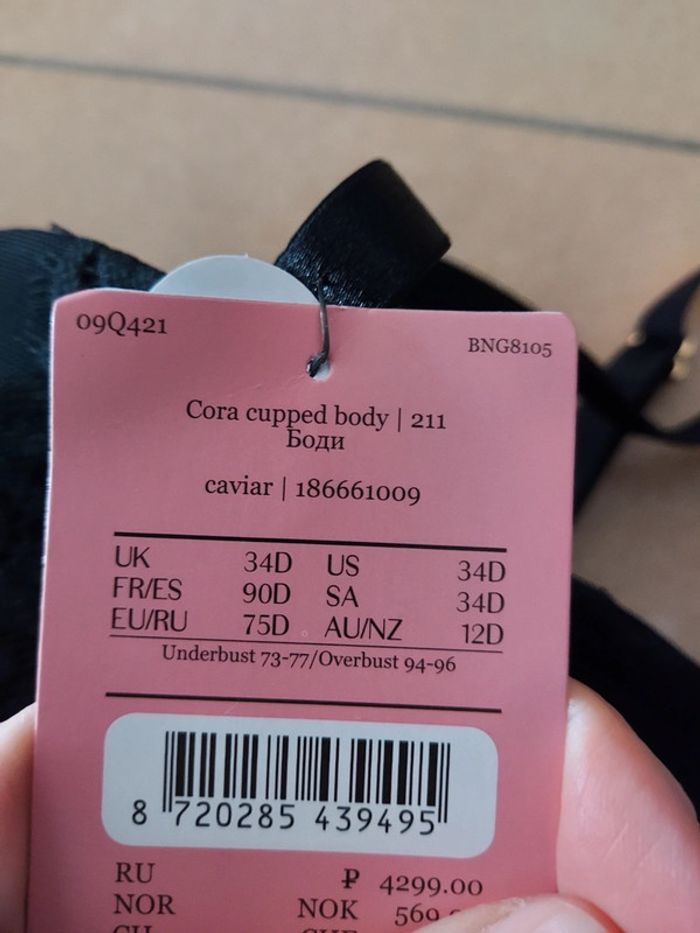 09Q421
BNG8105
Cora cupped body | 211
Боди
caviar | 186661009
UK 34D US 34D
FR/ES 90D SA 34D
EU/RU 75D AU/NZ 12D
Underbust 73-77/Overbust 94-96
8 720285 439495
RU ₽ 4299.00
NOR NOK 569